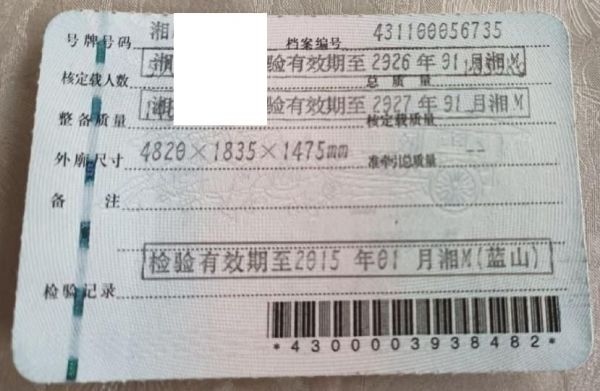 号牌号码 湘 档案编号 431100056735
湘 验有效期至2026年01月湘M
核定载人数 总质量
湘 验有效期至2027年01月湘M
整备质量 核定载质量
外廓尺寸 4820×1835×1475mm 准牵引总质量 --
备注
检验有效期至2015年01月湘M(蓝山)
检验记录
*4300003938482*